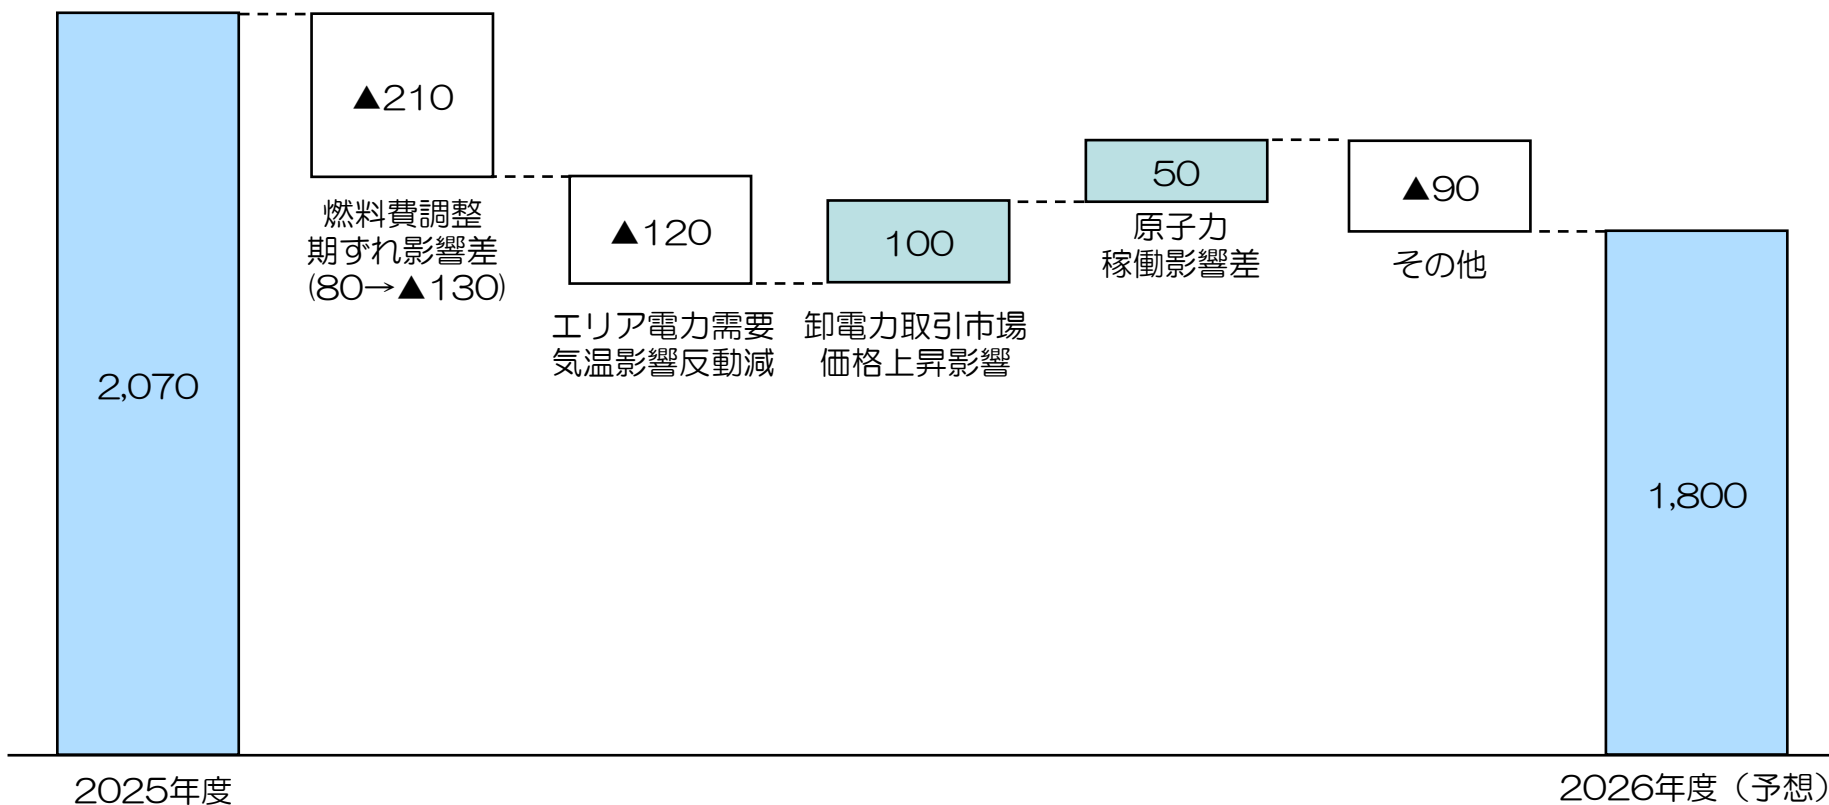 2,070
2025年度
▲210
燃料費調整
期ずれ影響差
(80→▲130)
▲120
エリア電力需要
気温影響反動減
100
卸電力取引市場
価格上昇影響
50
原子力
稼働影響差
▲90
その他
1,800
2026年度（予想）